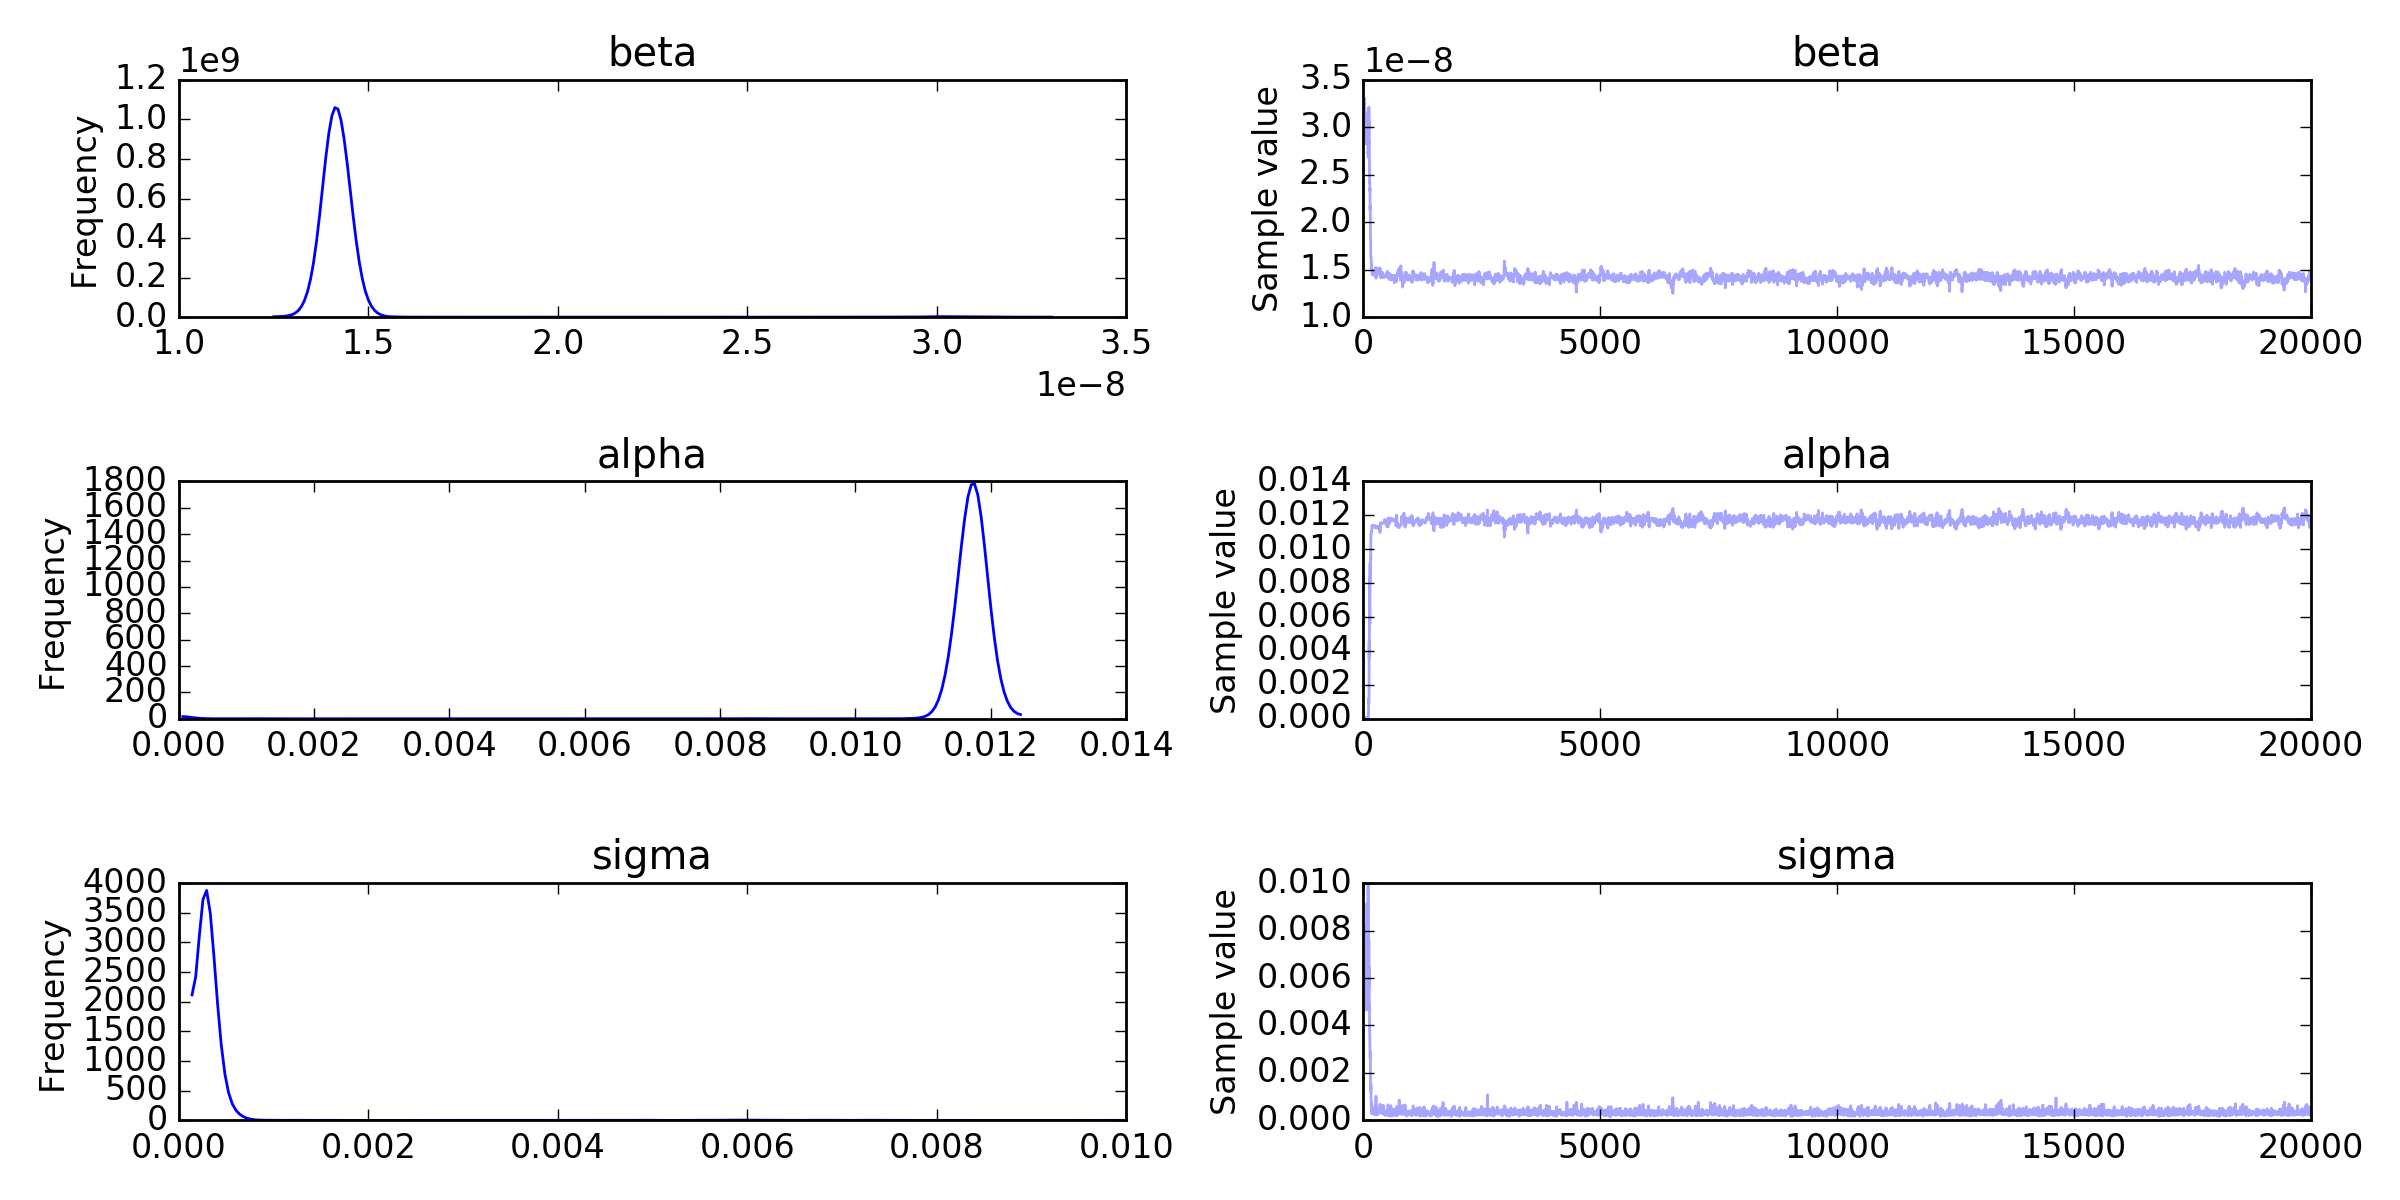 beta
1e9
1.2
1.0
0.8
0.6
0.4
0.2
0.0
Frequency
1.0 1.5 2.0 2.5 3.0 3.5
1e−8
beta
1e−8
3.5
3.0
2.5
2.0
1.5
1.0
Sample value
0 5000 10000 15000 20000
alpha
1800
1600
1400
1200
1000
800
600
400
200
0
Frequency
0.000 0.002 0.004 0.006 0.008 0.010 0.012 0.014
alpha
0.014
0.012
0.010
0.008
0.006
0.004
0.002
0.000
Sample value
0 5000 10000 15000 20000
sigma
4000
3500
3000
2500
2000
1500
1000
500
0
Frequency
0.000 0.002 0.004 0.006 0.008 0.010
sigma
0.010
0.008
0.006
0.004
0.002
0.000
Sample value
0 5000 10000 15000 20000